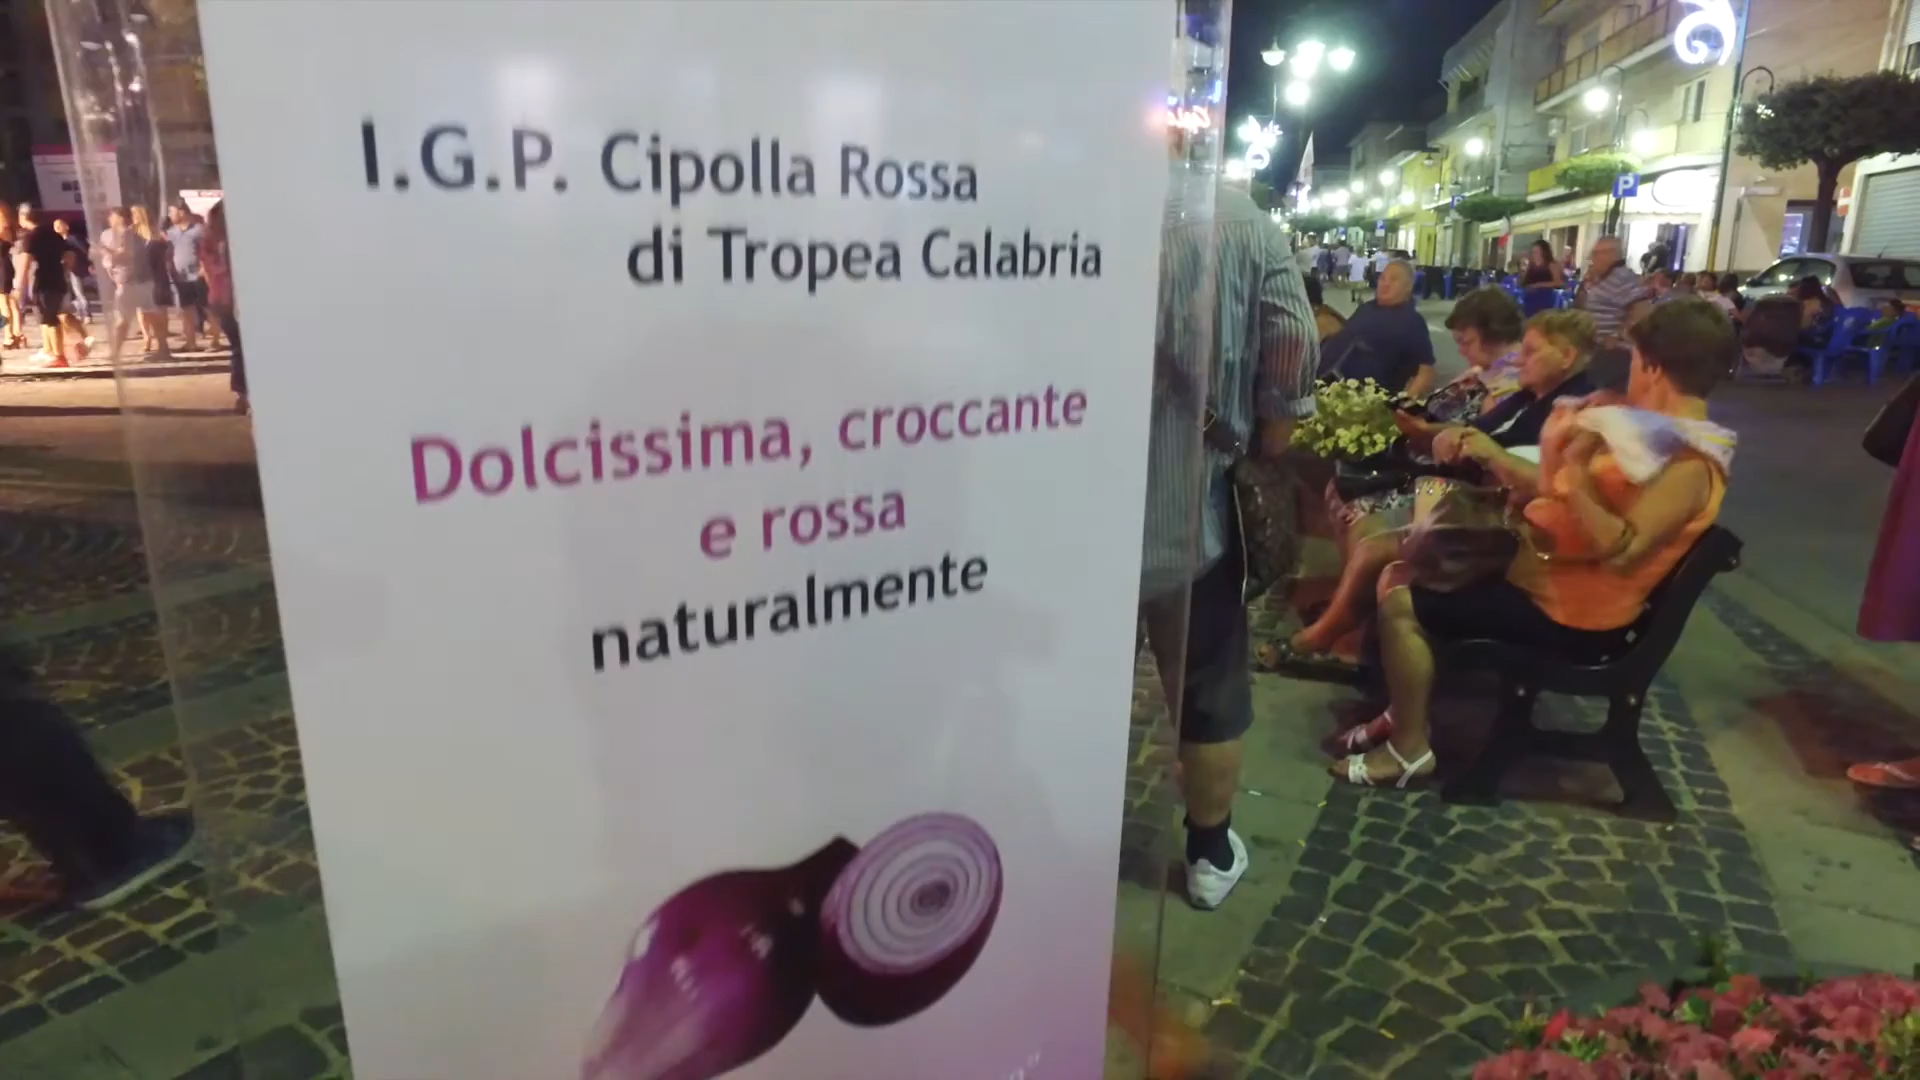 I.G.P. Cipolla Rossa
di Tropea Calabria
Dolcissima, croccante
e rossa
naturalmente
P